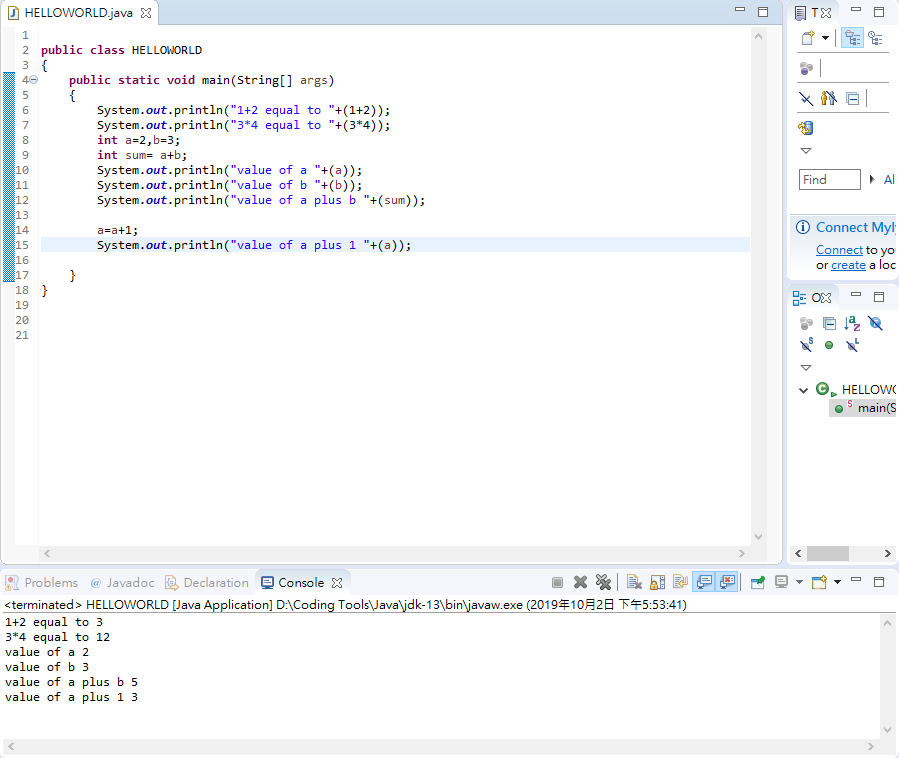 HELLOWORLD.java
1
2 public class HELLOWORLD
3 {
4 public static void main(String[] args)
5 {
6 System.out.println("1+2 equal to "+(1+2));
7 System.out.println("3*4 equal to "+(3*4));
8 int a=2,b=3;
9 int sum= a+b;
10 System.out.println("value of a "+(a));
11 System.out.println("value of b "+(b));
12 System.out.println("value of a plus b "+(sum));
13
14 a=a+1;
15 System.out.println("value of a plus 1 "+(a));
16
17 }
18 }
19
20
21
T
Find Al
Connect Myl
Connect to yo
or create a loc
O
HELLOWO
main(S
Problems @ Javadoc Declaration Console
<terminated> HELLOWORLD [Java Application] D:\Coding Tools\Java\jdk-13\bin\javaw.exe (2019年10月2日 下午5:53:41)
1+2 equal to 3
3*4 equal to 12
value of a 2
value of b 3
value of a plus b 5
value of a plus 1 3